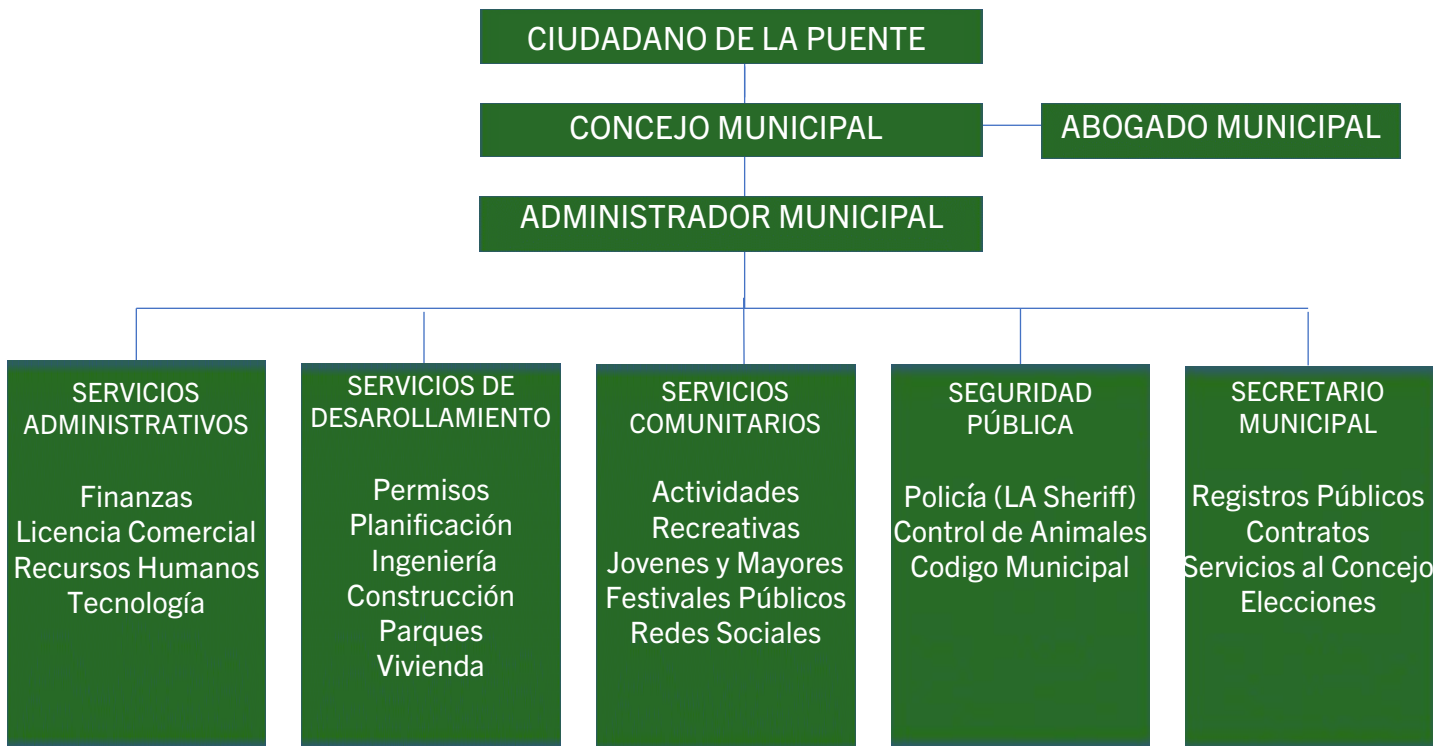 CIUDADANO DE LA PUENTE
CONCEJO MUNICIPAL
ABOGADO MUNICIPAL
ADMINISTRADOR MUNICIPAL
SERVICIOS
ADMINISTRATIVOS
Finanzas
Licencia Comercial
Recursos Humanos
Tecnología
SERVICIOS DE
DESAROLLAMIENTO
Permisos
Planificación
Ingeniería
Construcción
Parques
Vivienda
SERVICIOS
COMUNITARIOS
Actividades
Recreativas
Jovenes y Mayores
Festivales Públicos
Redes Sociales
SEGURIDAD
PÚBLICA
Policía (LA Sheriff)
Control de Animales
Codigo Municipal
SECRETARIO
MUNICIPAL
Registros Públicos
Contratos
Servicios al Concejo
Elecciones